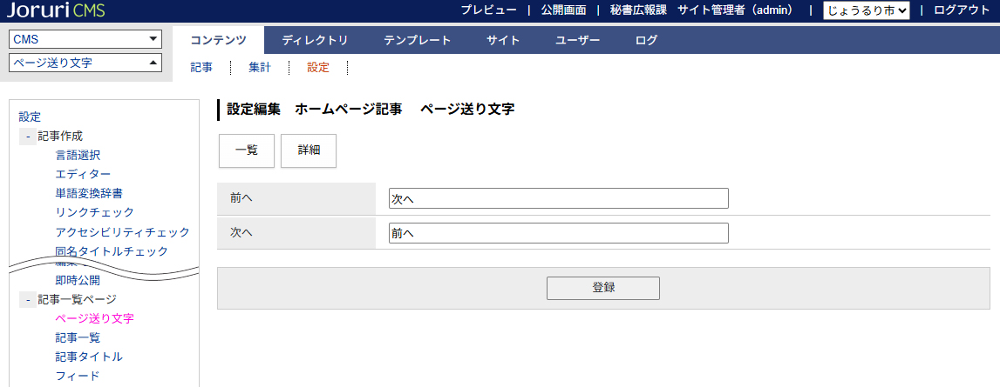 Joruri CMS
プレビュー | 公開画面 | 秘書広報課 サイト管理者（admin） | じょうるり市 | ログアウト
CMS
ページ送り文字
コンテンツ ディレクトリ テンプレート サイト ユーザー ログ
記事 集計 設定
設定
- 記事作成
言語選択
エディター
単語変換辞書
リンクチェック
アクセシビリティチェック
同名タイトルチェック
即時公開
- 記事一覧ページ
ページ送り文字
記事一覧
記事タイトル
フィード
設定編集 ホームページ記事 ページ送り文字
一覧 詳細
前へ 次へ
次へ 前へ
登録